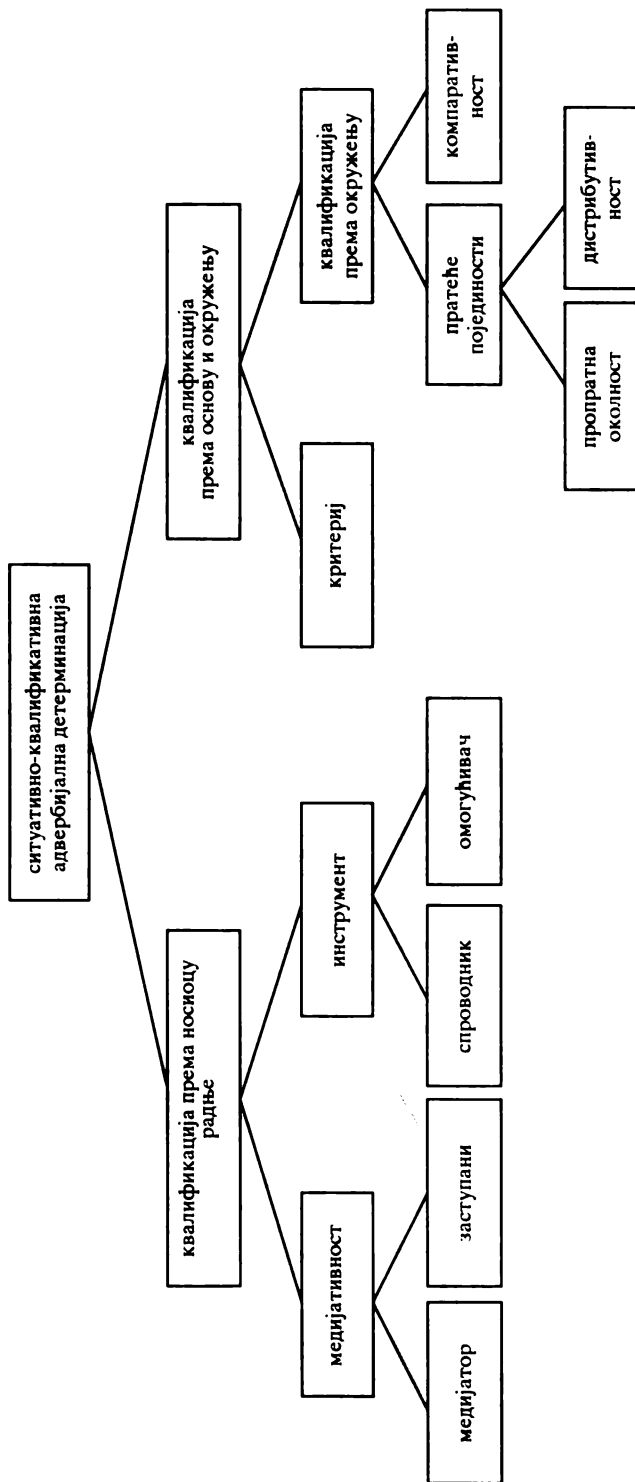 ситуативно-квалификативна
адвербијална детерминација
квалификација према носиоцу
радње
квалификација
према основу и окружењу
медијативност
инструмент
критериј
квалификација
према окружењу
медијатор
заступани
спроводник
омогућивач
пратеће
појединости
компаратив-
ност
пропратна
околност
дистрибутив-
ност